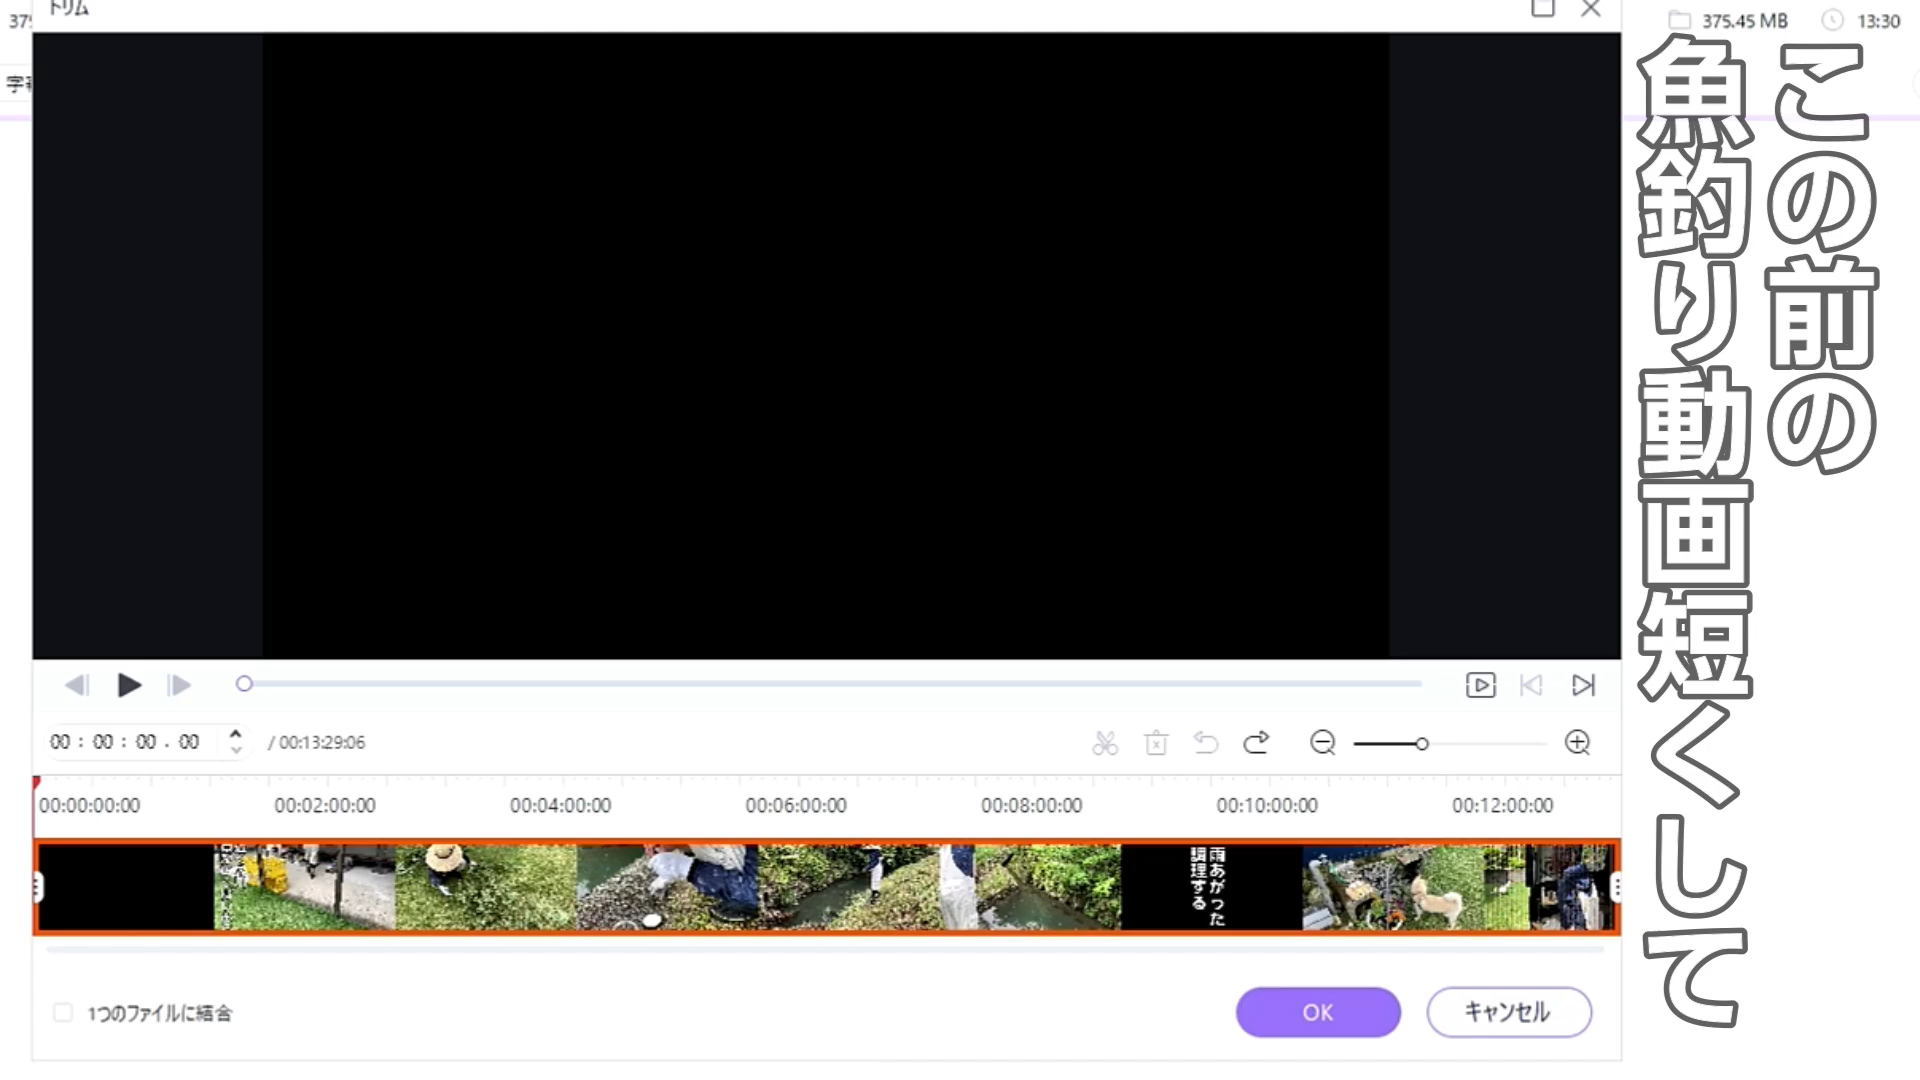 トリム
375.45 MB
13:30
この前の
魚釣り動画短くして
00 : 00 : 00 . 00
/ 00:13:29:06
00:00:00:00
00:02:00:00
00:04:00:00
00:06:00:00
00:08:00:00
00:10:00:00
00:12:00:00
雨あがった
調理する
1つのファイルに結合
OK
キャンセル